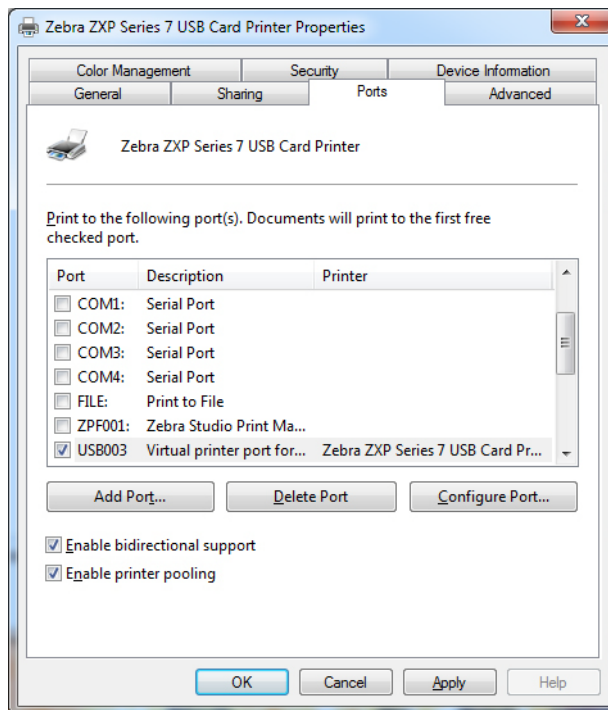 Zebra ZXP Series 7 USB Card Printer Properties
Color Management Security Device Information
General Sharing Ports Advanced
Zebra ZXP Series 7 USB Card Printer
Print to the following port(s). Documents will print to the first free
checked port.
Port Description Printer
COM1: Serial Port
COM2: Serial Port
COM3: Serial Port
COM4: Serial Port
FILE: Print to File
ZPF001: Zebra Studio Print Ma...
USB003 Virtual printer port for... Zebra ZXP Series 7 USB Card Pr...
Add Port... Delete Port Configure Port...
Enable bidirectional support
Enable printer pooling
OK Cancel Apply Help